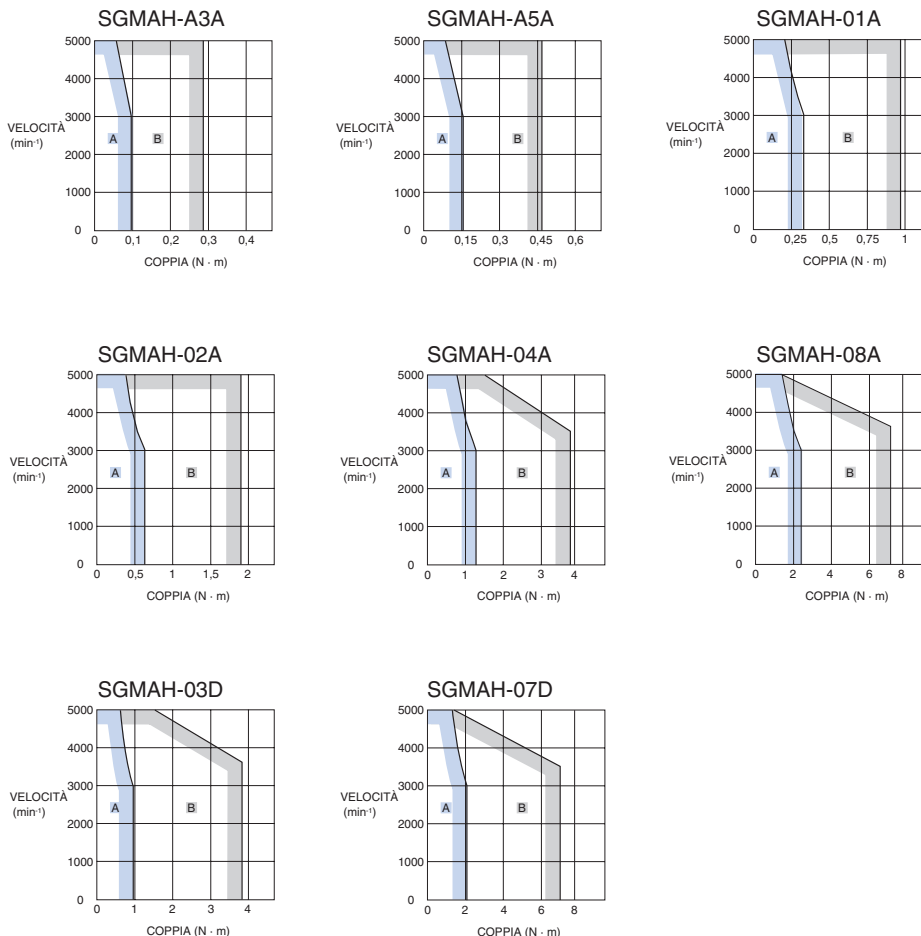 SGMAH-A3A
5000
4000
3000
VELOCITÀ
(min-1)
A
B
2000
1000
0
0 0,1 0,2 0,3 0,4
COPPIA (N · m)
SGMAH-A5A
5000
4000
3000
VELOCITÀ
(min-1)
A
B
2000
1000
0
0 0,15 0,3 0,45 0,6
COPPIA (N · m)
SGMAH-01A
5000
4000
3000
VELOCITÀ
(min-1)
A
B
2000
1000
0
0 0,25 0,5 0,75 1
COPPIA (N · m)
SGMAH-02A
5000
4000
3000
VELOCITÀ
(min-1)
A
B
2000
1000
0
0 0,5 1 1,5 2
COPPIA (N · m)
SGMAH-04A
5000
4000
3000
VELOCITÀ
(min-1)
A
B
2000
1000
0
0 1 2 3 4
COPPIA (N · m)
SGMAH-08A
5000
4000
3000
VELOCITÀ
(min-1)
A
B
2000
1000
0
0 2 4 6 8
COPPIA (N · m)
SGMAH-03D
5000
4000
3000
VELOCITÀ
(min-1)
A
B
2000
1000
0
0 1 2 3 4
COPPIA (N · m)
SGMAH-07D
5000
4000
3000
VELOCITÀ
(min-1)
A
B
2000
1000
0
0 2 4 6 8
COPPIA (N · m)